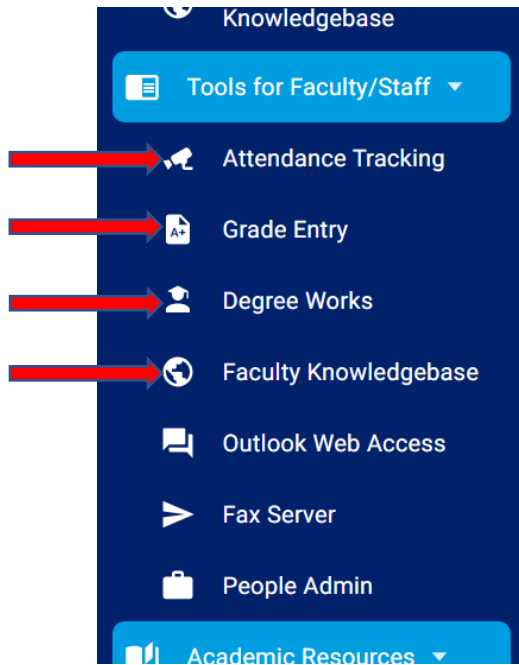 Knowledgebase
Tools for Faculty/Staff
Attendance Tracking
A+
Grade Entry
Degree Works
Faculty Knowledgebase
Outlook Web Access
Fax Server
People Admin
Academic Resources